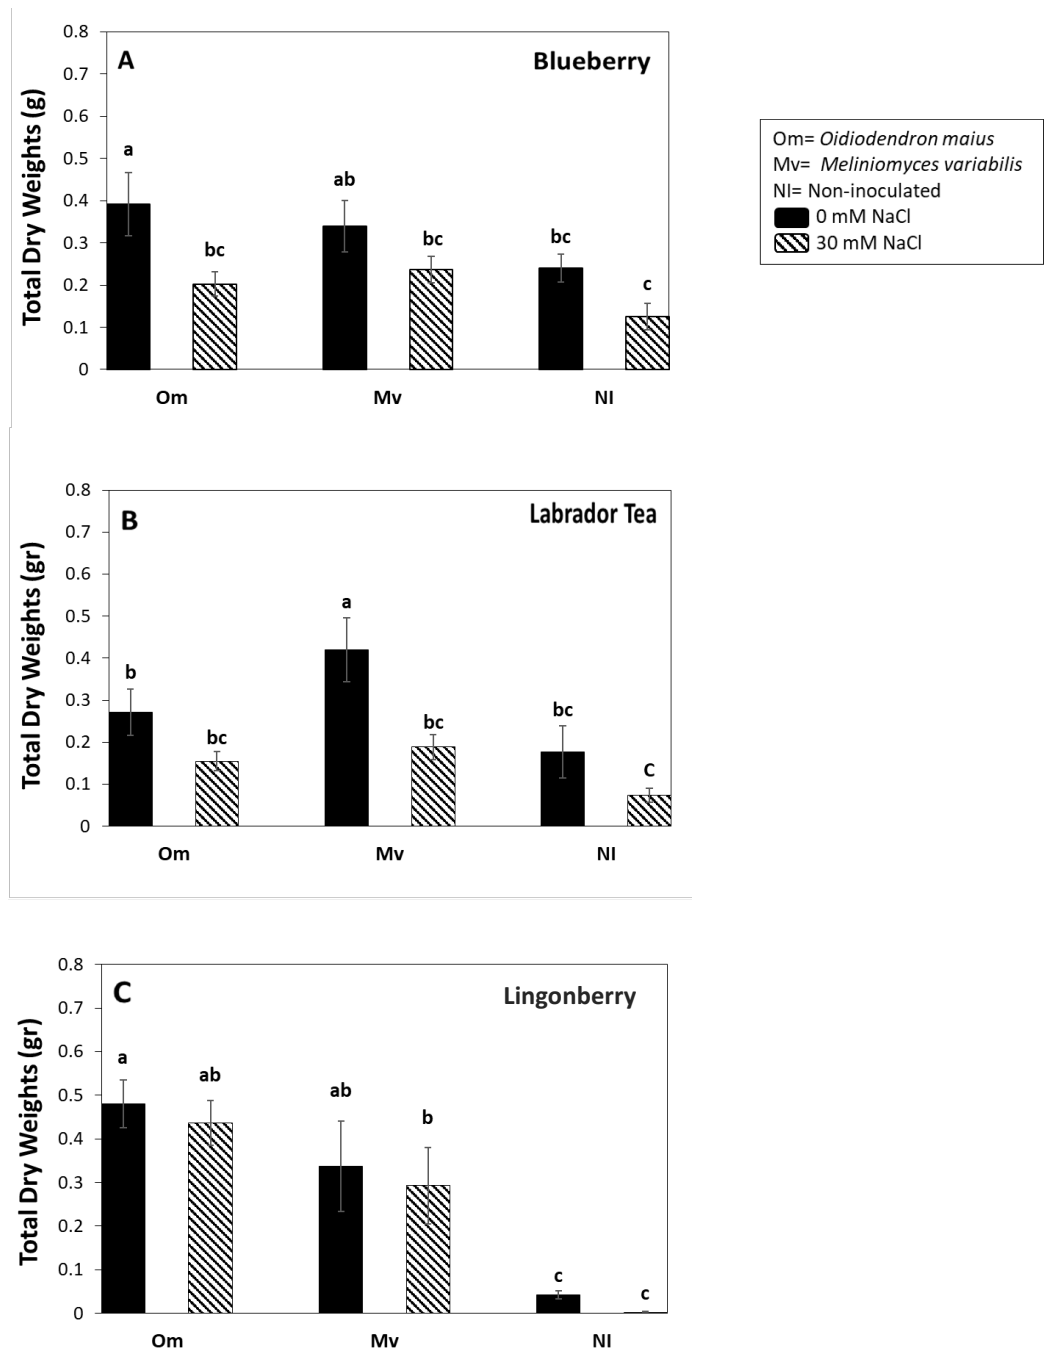 A
Blueberry
Total Dry Weights (g)
0.8
0.7
0.6
0.5
0.4
0.3
0.2
0.1
0
a
bc
ab
bc
bc
c
Om
Mv
NI
Om= Oidiodendron maius
Mv= Meliniomyces variabilis
NI= Non-inoculated
0 mM NaCl
30 mM NaCl
B
Labrador Tea
Total Dry Weights (gr)
0.8
0.7
0.6
0.5
0.4
0.3
0.2
0.1
0
b
bc
a
bc
bc
C
Om
Mv
NI
C
Lingonberry
Total Dry Weights (gr)
0.8
0.7
0.6
0.5
0.4
0.3
0.2
0.1
0
a
ab
ab
b
c
c
Om
Mv
NI